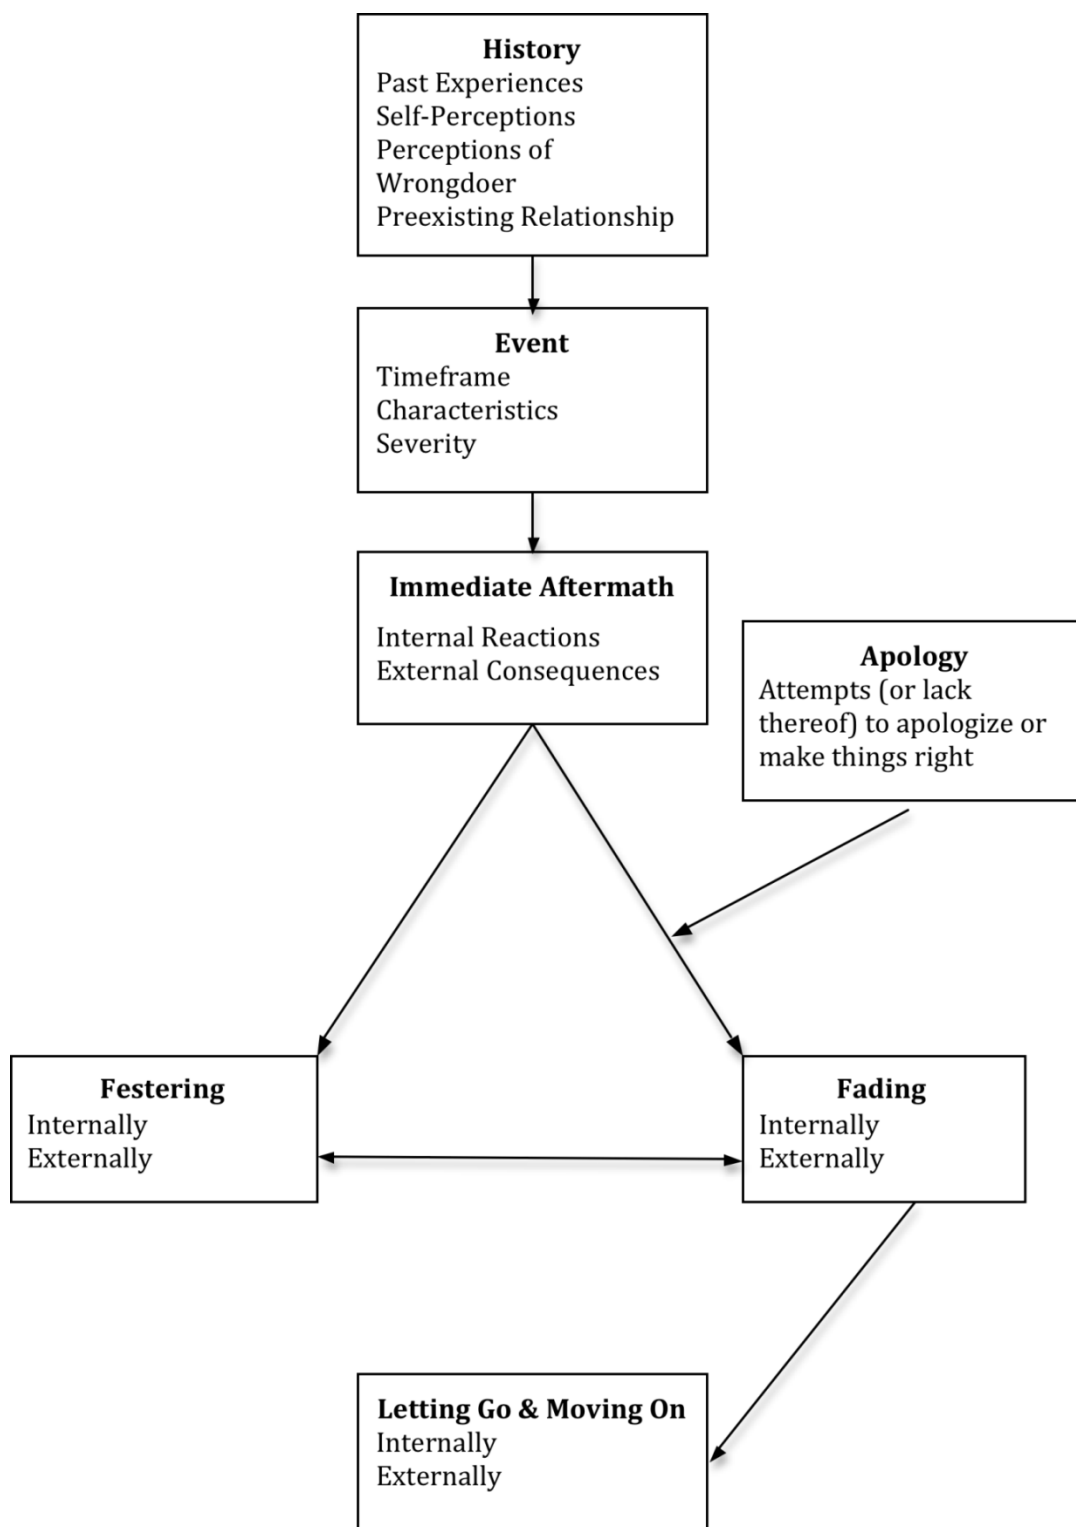 History
Past Experiences
Self-Perceptions
Perceptions of
Wrongdoer
Preexisting Relationship
Event
Timeframe
Characteristics
Severity
Immediate Aftermath
Internal Reactions
External Consequences
Apology
Attempts (or lack
thereof) to apologize or
make things right
Festering
Internally
Externally
Fading
Internally
Externally
Letting Go & Moving On
Internally
Externally